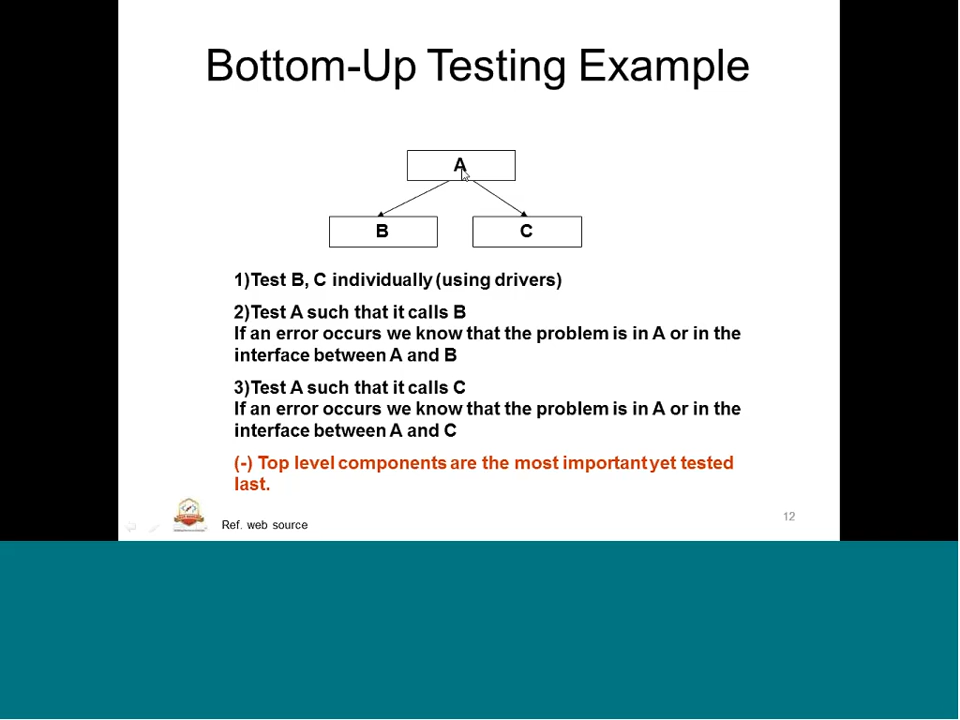 Bottom-Up Testing Example
A
B
C
1)Test B, C individually (using drivers)
2)Test A such that it calls B
If an error occurs we know that the problem is in A or in the
interface between A and B
3)Test A such that it calls C
If an error occurs we know that the problem is in A or in the
interface between A and C
(-) Top level components are the most important yet tested
last.
Ref. web source
12